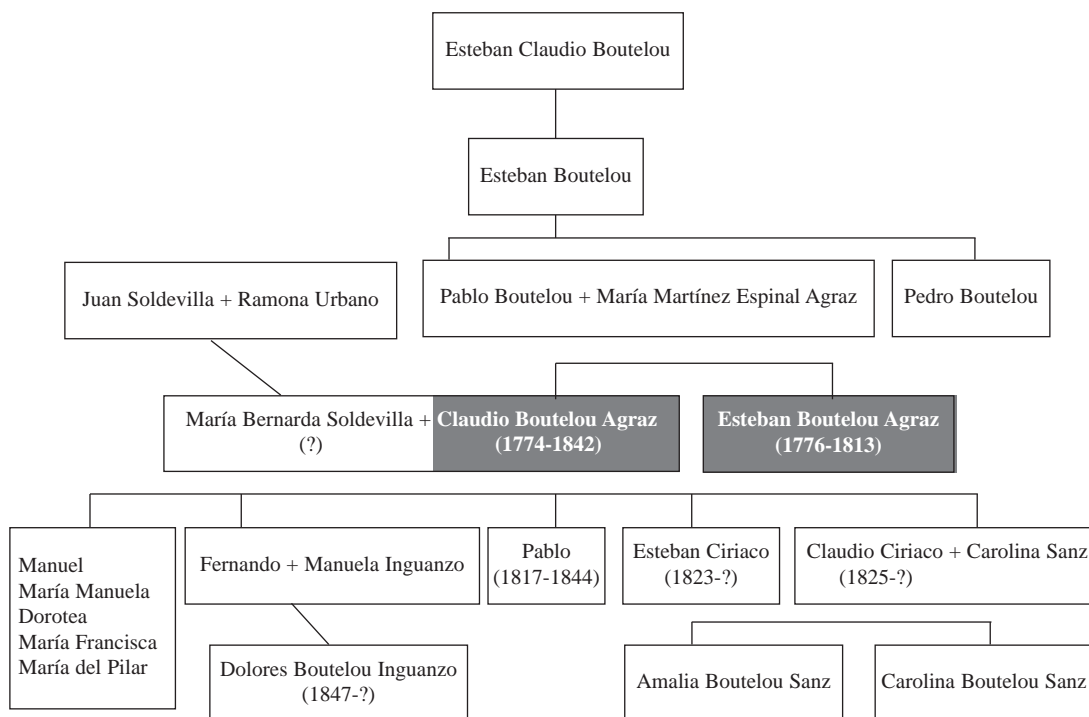 Esteban Claudio Boutelou
Esteban Boutelou
Juan Soldevilla + Ramona Urbano
Pablo Boutelou + María Martínez Espinal Agraz
Pedro Boutelou
María Bernarda Soldevilla + Claudio Boutelou Agraz
(?)
(1774-1842)
Esteban Boutelou Agraz
(1776-1813)
Manuel
María Manuela
Dorotea
María Francisca
María del Pilar
Fernando + Manuela Inguanzo
Pablo
(1817-1844)
Esteban Ciriaco
(1823-?)
Claudio Ciriaco + Carolina Sanz
(1825-?)
Dolores Boutelou Inguanzo
(1847-?)
Amalia Boutelou Sanz
Carolina Boutelou Sanz